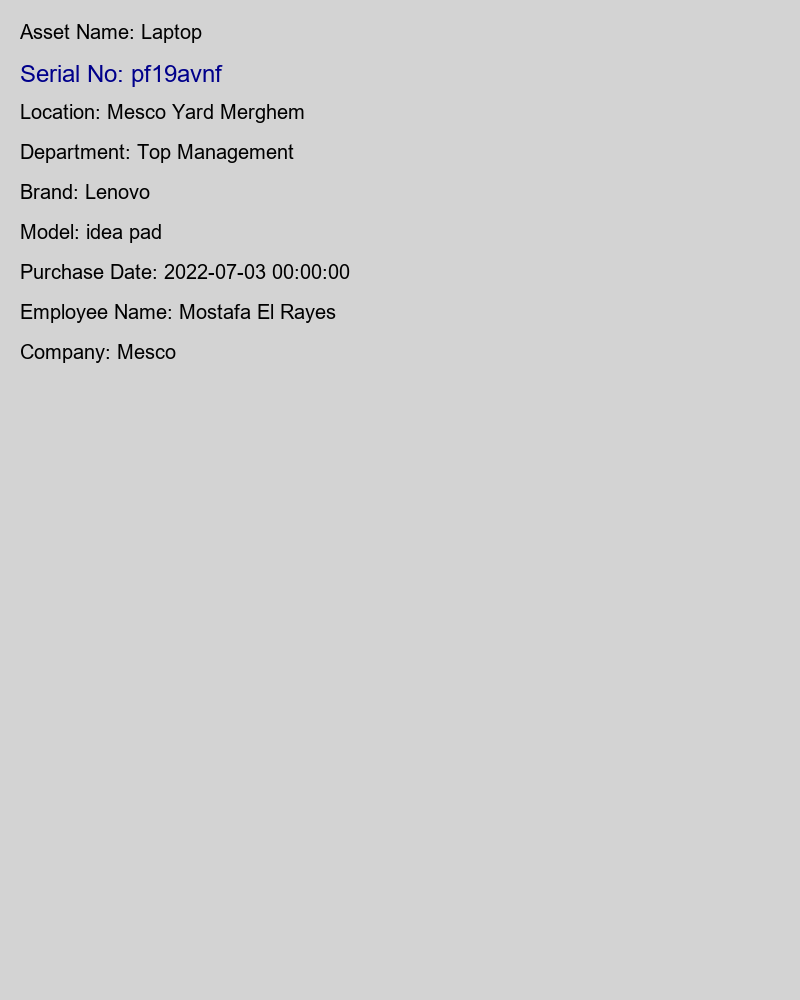 Asset Name: Laptop
Serial No: pf19avnf
Location: Mesco Yard Merghem
Department: Top Management
Brand: Lenovo
Model: idea pad
Purchase Date: 2022-07-03 00:00:00
Employee Name: Mostafa El Rayes
Company: Mesco